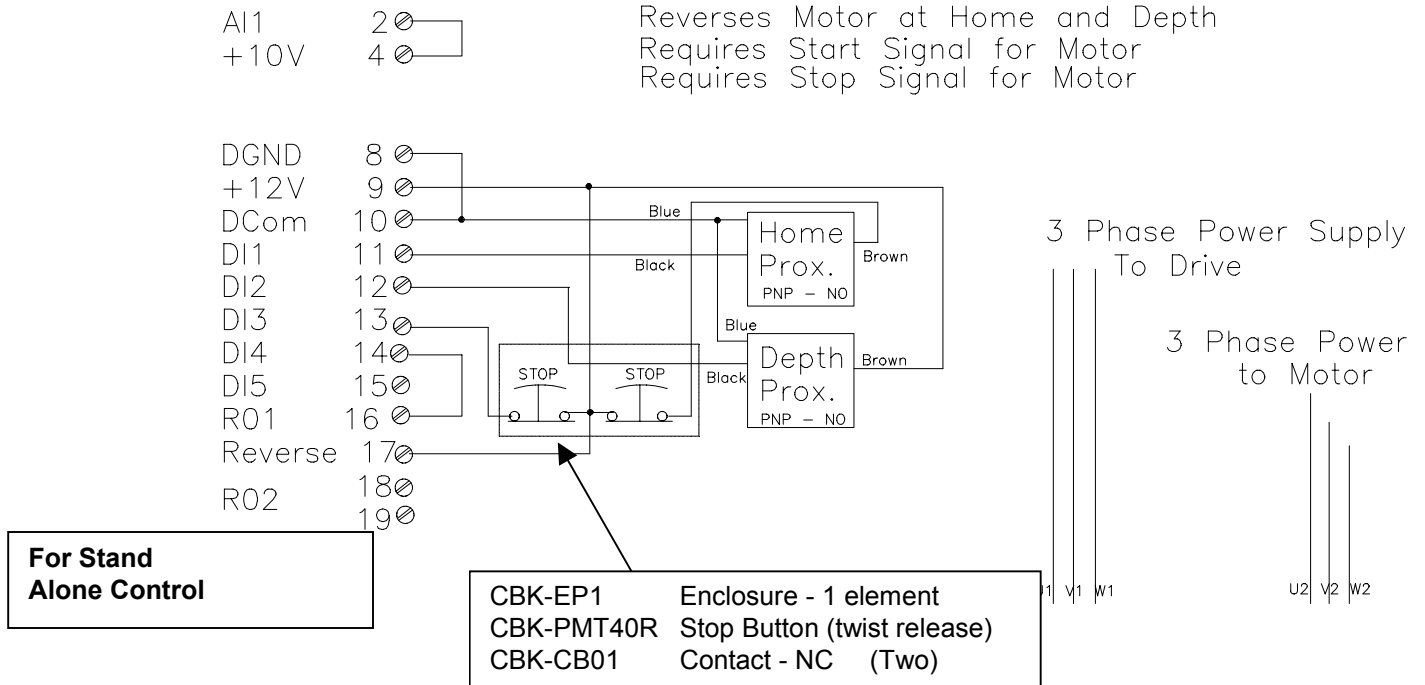 AI1 2
+10V 4
Reverses Motor at Home and Depth
Requires Start Signal for Motor
Requires Stop Signal for Motor
DGND 8
+12V 9
DCom 10
DI1 11
DI2 12
DI3 13
DI4 14
DI5 15
RO1 16
Reverse 17
RO2 18
19
Blue
Black
Home
Prox.
PNP - NO
Brown
Blue
Black
Depth
Prox.
PNP - NO
Brown
STOP STOP
3 Phase Power Supply
To Drive
3 Phase Power
to Motor
For Stand
Alone Control
CBK-EP1 Enclosure - 1 element
CBK-PMT40R Stop Button (twist release)
CBK-CB01 Contact - NC (Two)
V1 W1
U2 V2 W2